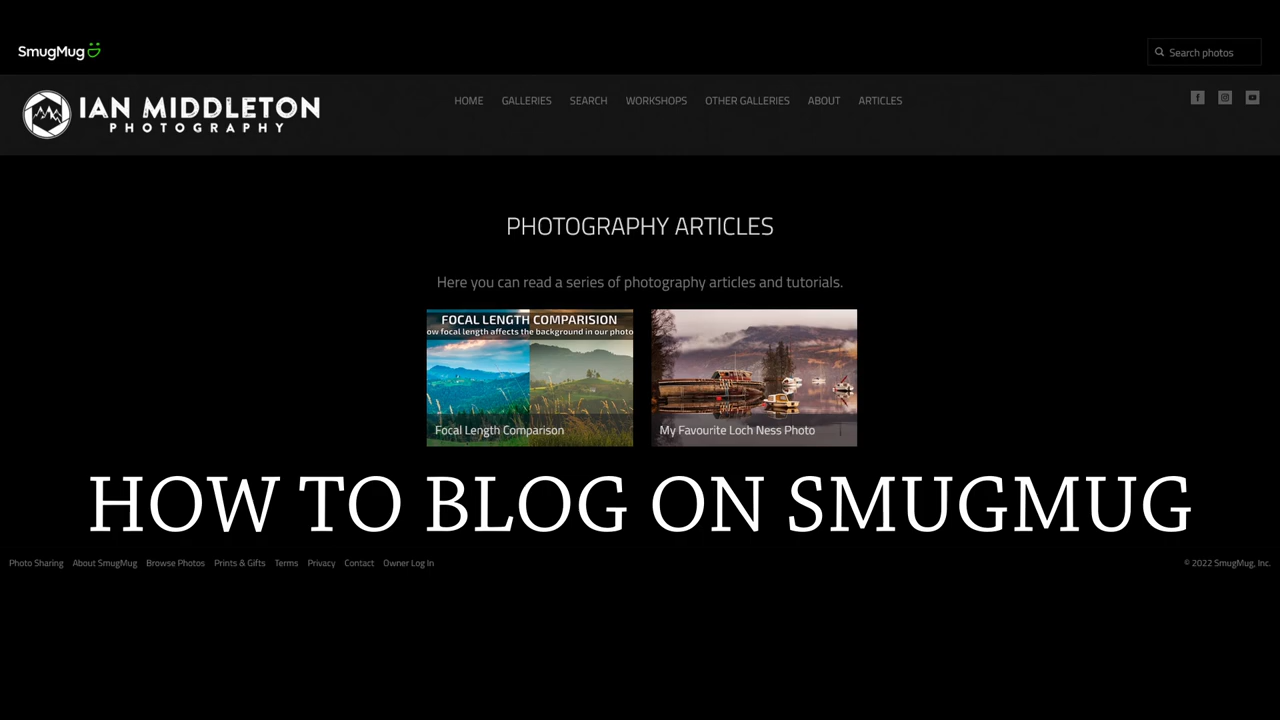 SmugMug
Search photos
IAN MIDDLETON
PHOTOGRAPHY
HOME GALLERIES SEARCH WORKSHOPS OTHER GALLERIES ABOUT ARTICLES
PHOTOGRAPHY ARTICLES
Here you can read a series of photography articles and tutorials.
FOCAL LENGTH COMPARISION
ow focal length affects the background in our photo
Focal Length Comparison
My Favourite Loch Ness Photo
HOW TO BLOG ON SMUGMUG
Photo Sharing About SmugMug Browse Photos Prints & Gifts Terms Privacy Contact Owner Log In
© 2022 SmugMug, Inc.